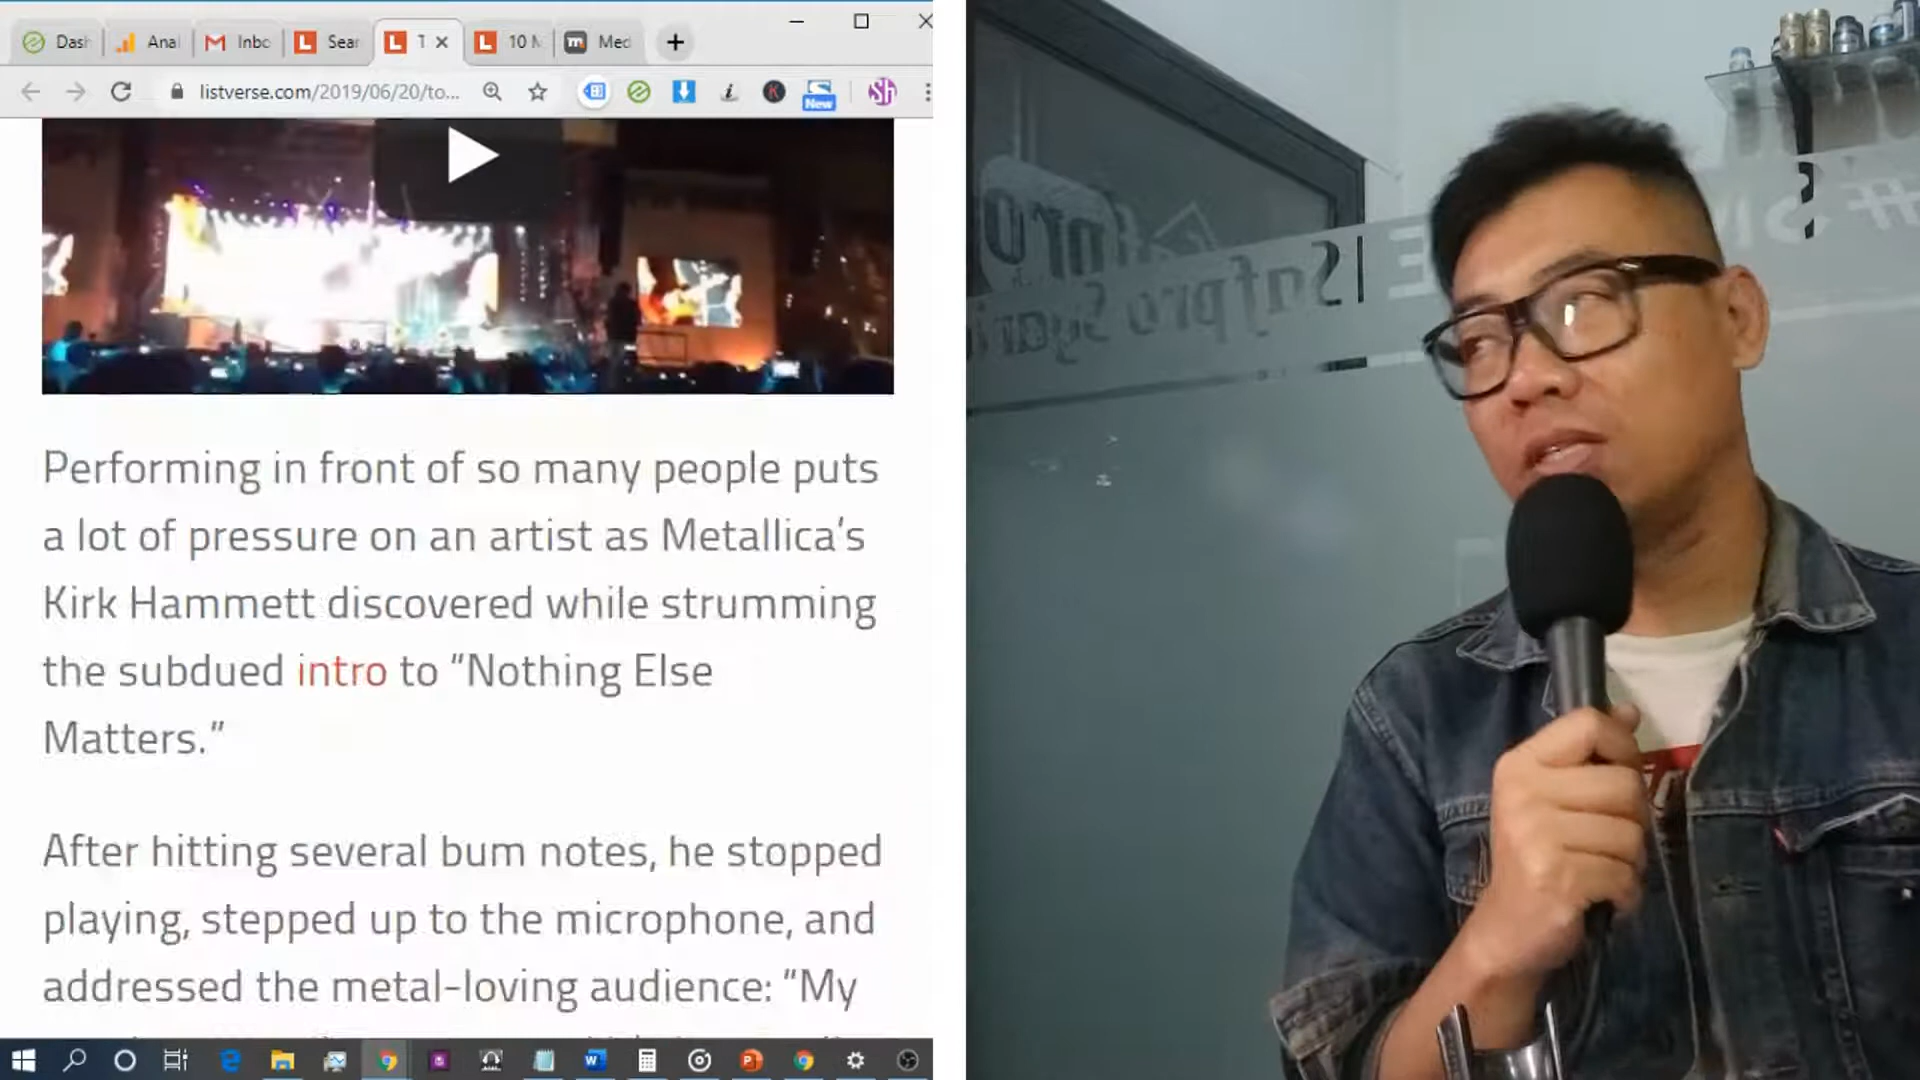 Dash
Anal
Inbo
Sear
T
10 M
Med
listverse.com/2019/06/20/to...
New
Sh
Performing in front of so many people puts
a lot of pressure on an artist as Metallica's
Kirk Hammett discovered while strumming
the subdued intro to “Nothing Else
Matters.”
After hitting several bum notes, he stopped
playing, stepped up to the microphone, and
addressed the metal-loving audience: “My